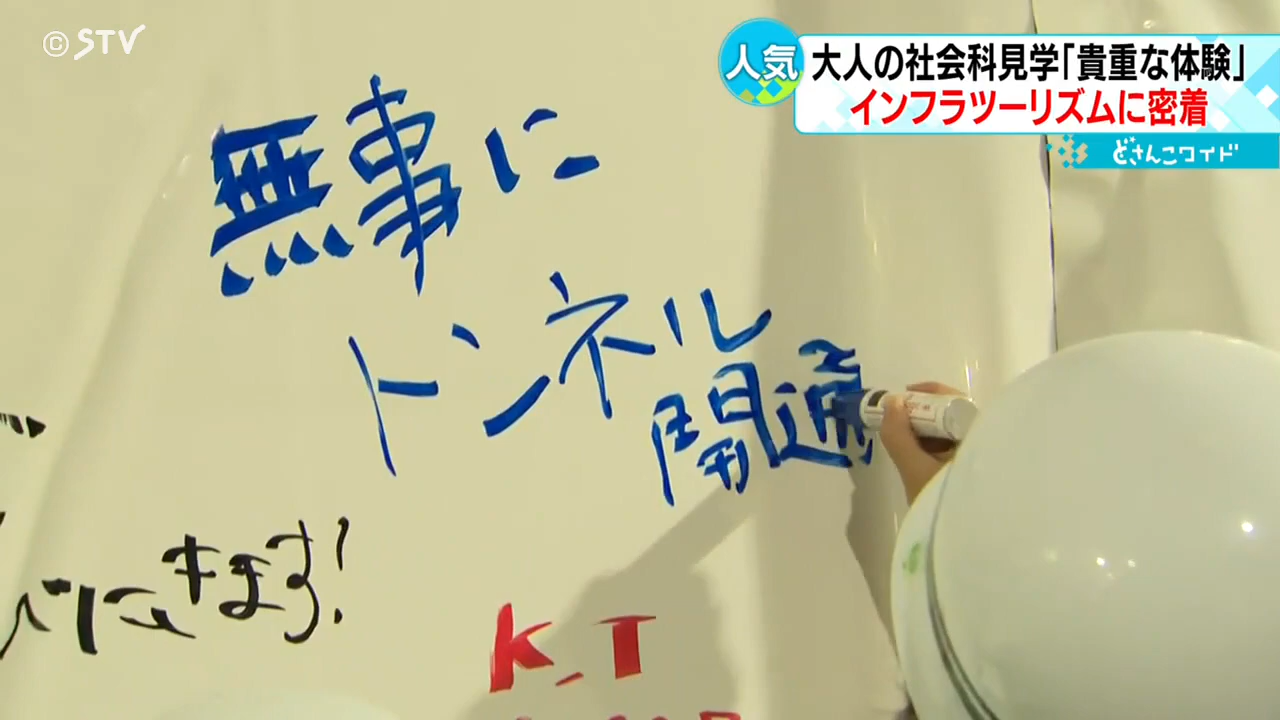 © STV
人気
大人の社会科見学「貴重な体験」
インフラツーリズムに密着
どさんこワイド
無事に
トンネル
開通
きます!
K.T